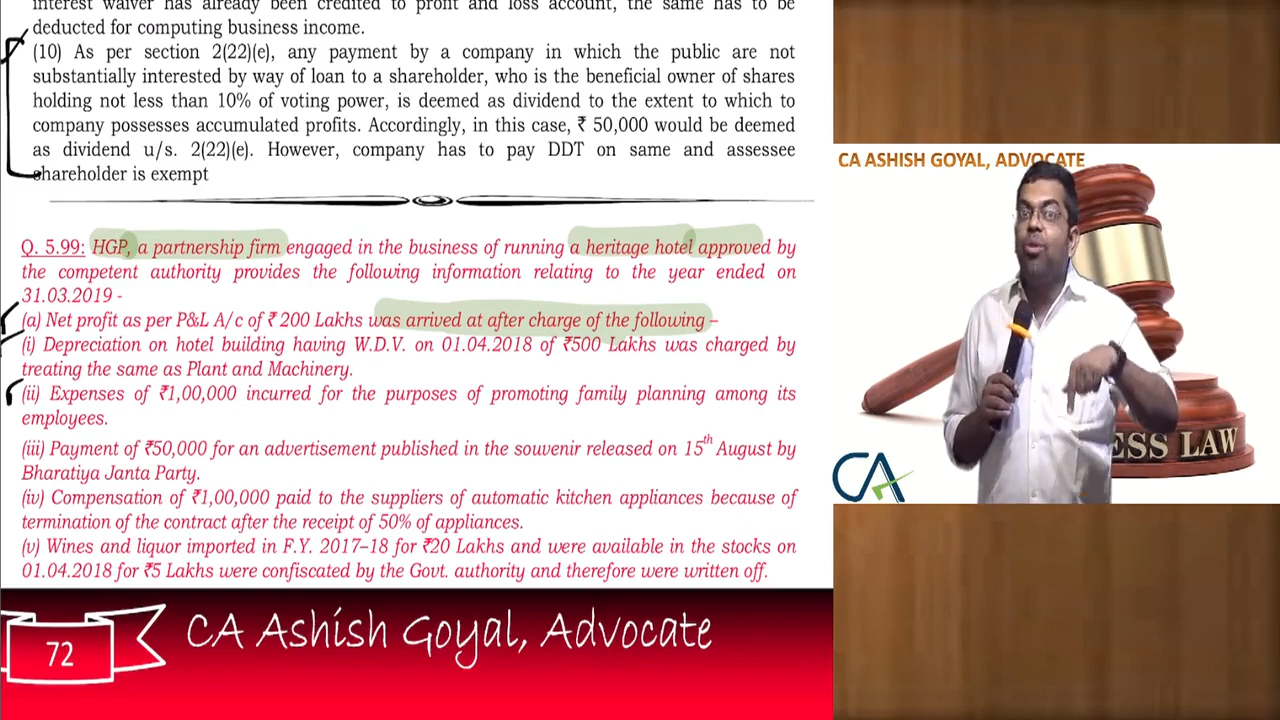 interest waiver has already been credited to profit and loss account, the same has to be
deducted for computing business income.
(10) As per section 2(22)(e), any payment by a company in which the public are not
substantially interested by way of loan to a shareholder, who is the beneficial owner of shares
holding not less than 10% of voting power, is deemed as dividend to the extent to which to
company possesses accumulated profits. Accordingly, in this case, ₹ 50,000 would be deemed
as dividend u/s. 2(22)(e). However, company has to pay DDT on same and assessee
shareholder is exempt
Q. 5.99: HGP, a partnership firm engaged in the business of running a heritage hotel approved by
the competent authority provides the following information relating to the year ended on
31.03.2019 -
(a) Net profit as per P&L A/c of ₹ 200 Lakhs was arrived at after charge of the following –
(i) Depreciation on hotel building having W.D.V. on 01.04.2018 of ₹500 Lakhs was charged by
treating the same as Plant and Machinery.
(ii) Expenses of ₹1,00,000 incurred for the purposes of promoting family planning among its
employees.
(iii) Payment of ₹50,000 for an advertisement published in the souvenir released on 15th August by
Bharatiya Janta Party.
(iv) Compensation of ₹1,00,000 paid to the suppliers of automatic kitchen appliances because of
termination of the contract after the receipt of 50% of appliances.
(v) Wines and liquor imported in F.Y. 2017–18 for ₹20 Lakhs and were available in the stocks on
01.04.2018 for ₹5 Lakhs were confiscated by the Govt. authority and therefore were written off.
72
CA Ashish Goyal, Advocate
CA ASHISH GOYAL, ADVOCATE
ESS LAW
CA